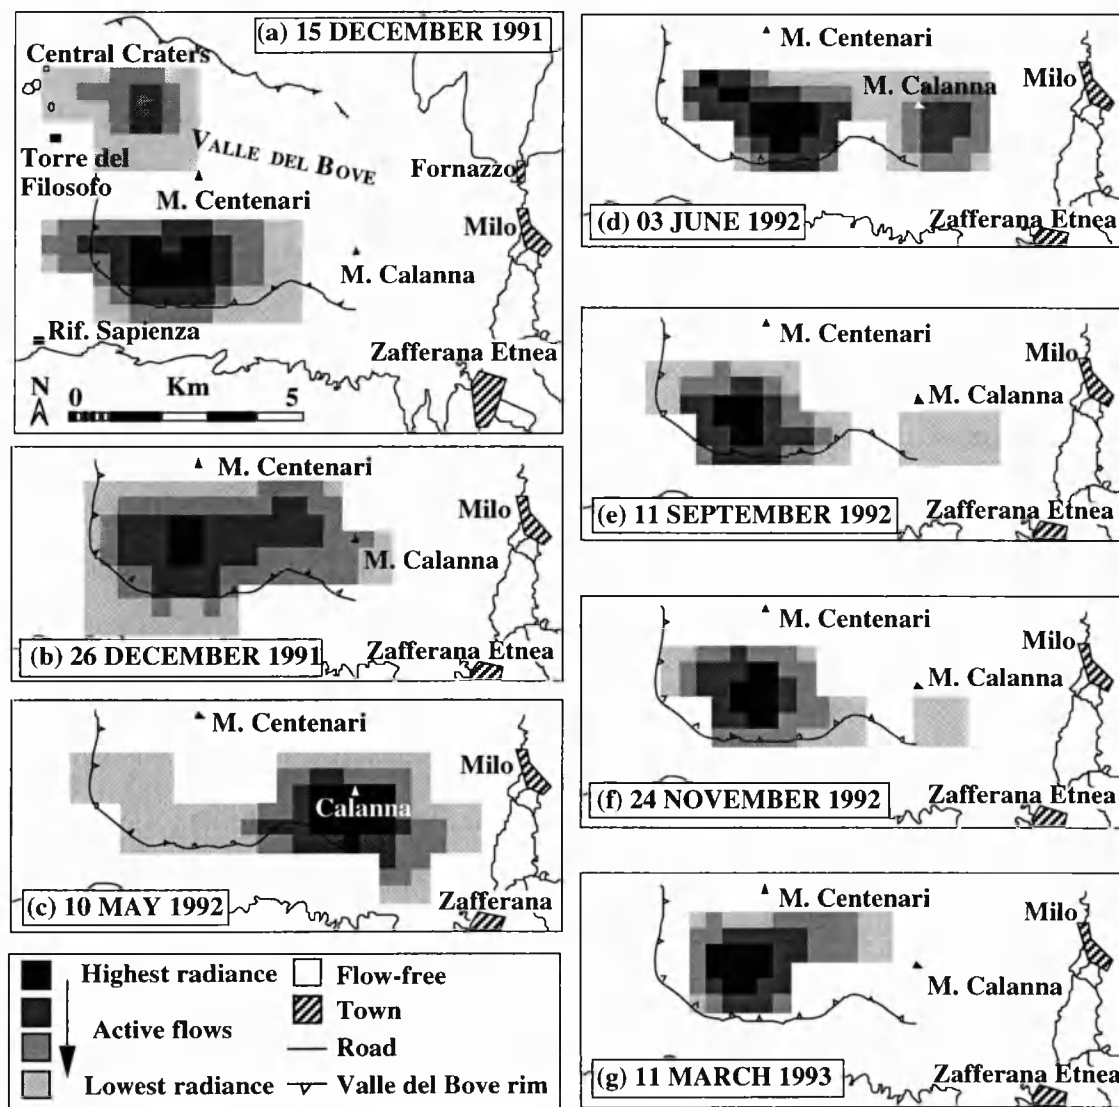 (a) 15 DECEMBER 1991
Central Craters
Torre del
Filosofo
VALLE DEL BOVE
M. Centenari
Fornazzo
Milo
M. Calanna
Rif. Sapienza
Zafferana Etnea
N
Km
0 5
M. Centenari
Milo
M. Calanna
(b) 26 DECEMBER 1991
Zafferana Etnea
M. Centenari
Milo
Calanna
(c) 10 MAY 1992
Zafferana
Highest radiance
Active flows
Lowest radiance
Flow-free
Town
Road
Valle del Bove rim
M. Centenari
Milo
M. Calanna
(d) 03 JUNE 1992
Zafferana Etnea
M. Centenari
Milo
M. Calanna
(e) 11 SEPTEMBER 1992
Zafferana Etnea
M. Centenari
Milo
M. Calanna
(f) 24 NOVEMBER 1992
Zafferana Etnea
M. Centenari
Milo
M. Calanna
(g) 11 MARCH 1993
Zafferana Etnea